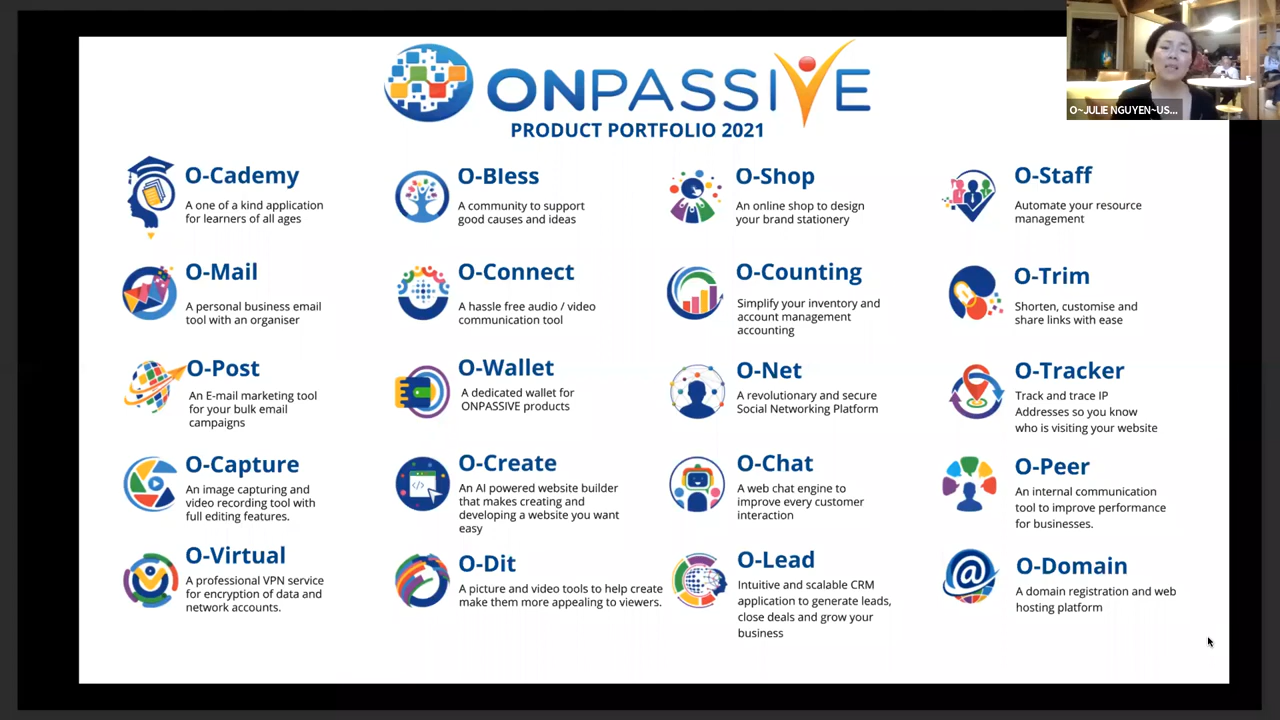 ONPASSIVE
PRODUCT PORTFOLIO 2021
O~JULIE NGUYEN~US...
O-Cademy
A one of a kind application
for learners of all ages
O-Bless
A community to support
good causes and ideas
O-Shop
An online shop to design
your brand stationery
O-Staff
Automate your resource
management
O-Mail
A personal business email
tool with an organiser
O-Connect
A hassle free audio / video
communication tool
O-Counting
Simplify your inventory and
account management
accounting
O-Trim
Shorten, customise and
share links with ease
O-Post
An E-mail marketing tool
for your bulk email
campaigns
O-Wallet
A dedicated wallet for
ONPASSIVE products
O-Net
A revolutionary and secure
Social Networking Platform
O-Tracker
Track and trace IP
Addresses so you know
who is visiting your website
O-Capture
An image capturing and
video recording tool with
full editing features.
O-Create
An AI powered website builder
that makes creating and
developing a website you want
easy
O-Chat
A web chat engine to
improve every customer
interaction
O-Peer
An internal communication
tool to improve performance
for businesses.
O-Virtual
A professional VPN service
for encryption of data and
network accounts.
O-Dit
A picture and video tools to help create
make them more appealing to viewers.
O-Lead
Intuitive and scalable CRM
application to generate leads,
close deals and grow your
business
O-Domain
A domain registration and web
hosting platform